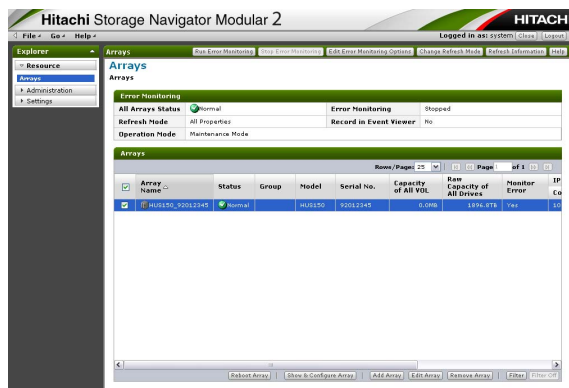 Hitachi Storage Navigator Modular 2
HITACH
File Go Help
Logged in as: system Close Logout
Explorer
Arrays
Run Error Monitoring Stop Error Monitoring Edit Error Monitoring Options Change Refresh Mode Refresh Information Help
Resource
Arrays
Administration
Settings
Arrays
Arrays
Error Monitoring
All Arrays Status Normal Error Monitoring Stopped
Refresh Mode All Properties Record in Event Viewer No
Operation Mode Maintenance Mode
Arrays
Rows/Page: 25 Page 1 of 1
Array Name Status Group Model Serial No. Capacity of All VOL Raw Capacity of All Drives Monitor Error IP Co
HUS150_92012345 Normal HUS150 92012345 0.0MB 1896.8TB Yes 10
Reboot Array Show & Configure Array Add Array Edit Array Remove Array Filter Filter Off